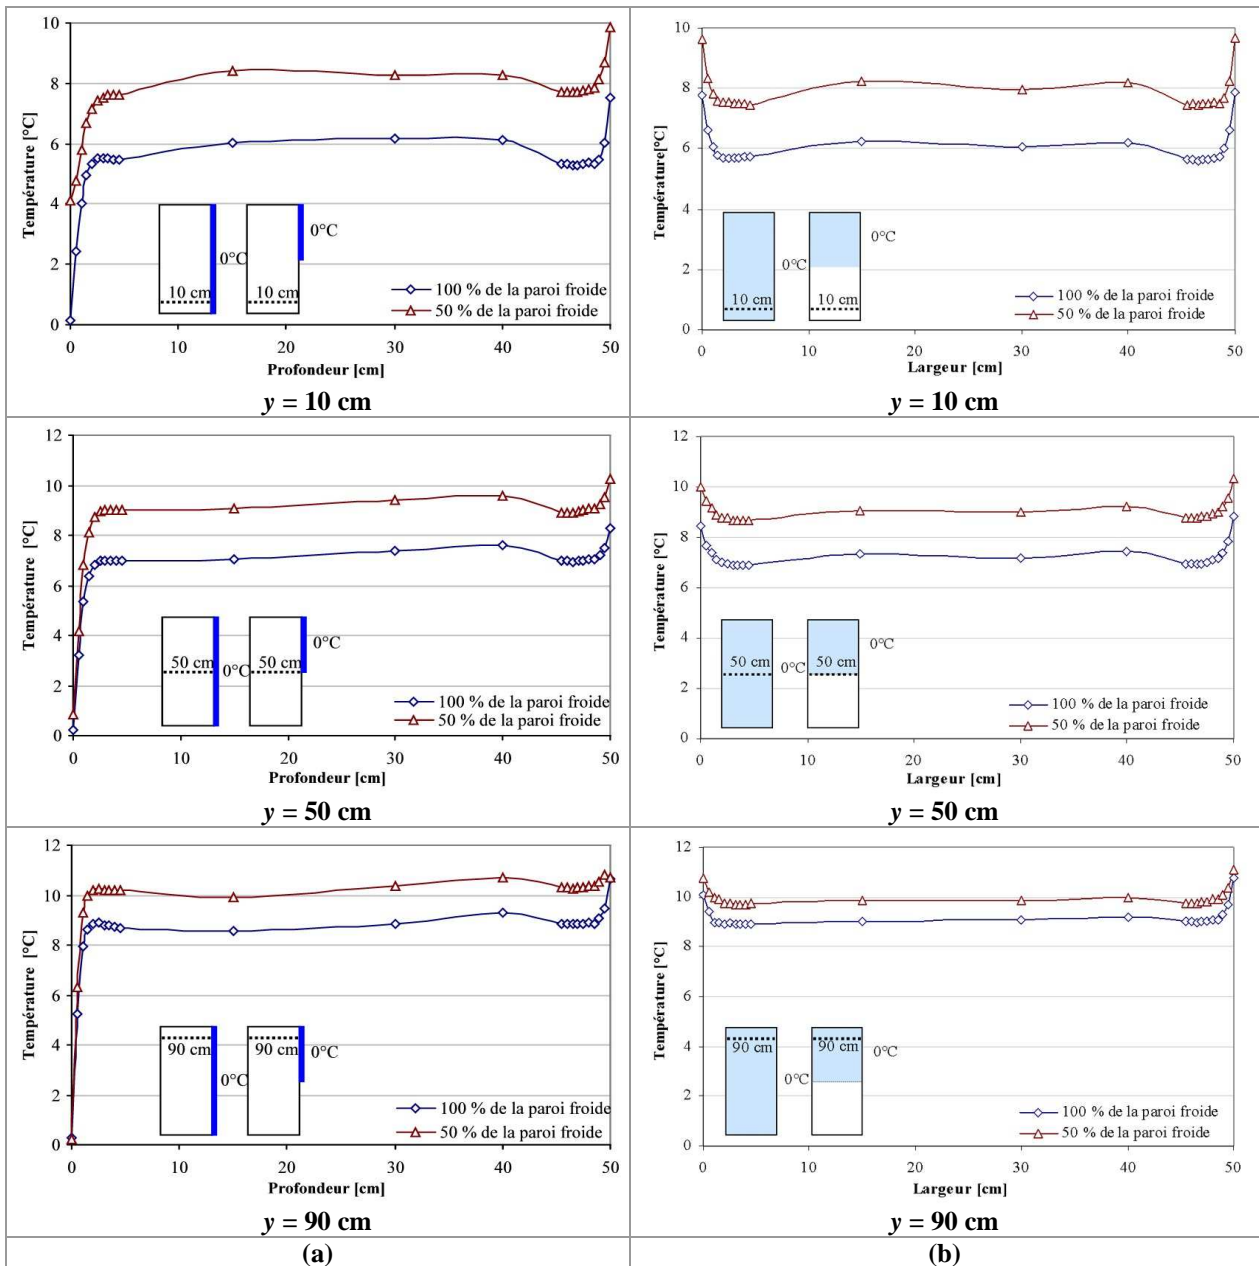 10
8
6
4
2
0
Température [°C]
0°C
0°C
10 cm
10 cm
100 % de la paroi froide
50 % de la paroi froide
0 10 20 30 40 50
Profondeur [cm]
y = 10 cm
10
8
6
4
2
0
Température[°C]
0°C
0°C
10 cm
10 cm
100 % de la paroi froide
50 % de la paroi froide
0 10 20 30 40 50
Largeur [cm]
y = 10 cm
12
10
8
6
4
2
0
Température [°C]
0°C
50 cm
0°C
50 cm
100 % de la paroi froide
50 % de la paroi froide
0 10 20 30 40 50
Profondeur [cm]
y = 50 cm
12
10
8
6
4
2
0
Température [°C]
0°C
50 cm
0°C
50 cm
100 % de la paroi froide
50 % de la paroi froide
0 10 20 30 40 50
Largeur [cm]
y = 50 cm
12
10
8
6
4
2
0
Température [°C]
90 cm
90 cm
0°C
0°C
100 % de la paroi froide
50 % de la paroi froide
0 10 20 30 40 50
Profondeur [cm]
y = 90 cm
12
10
8
6
4
2
0
Température [°C]
90 cm
90 cm
0°C
0°C
100 % de la paroi froide
50 % de la paroi froide
0 10 20 30 40 50
Largeur [cm]
y = 90 cm
(a)
(b)